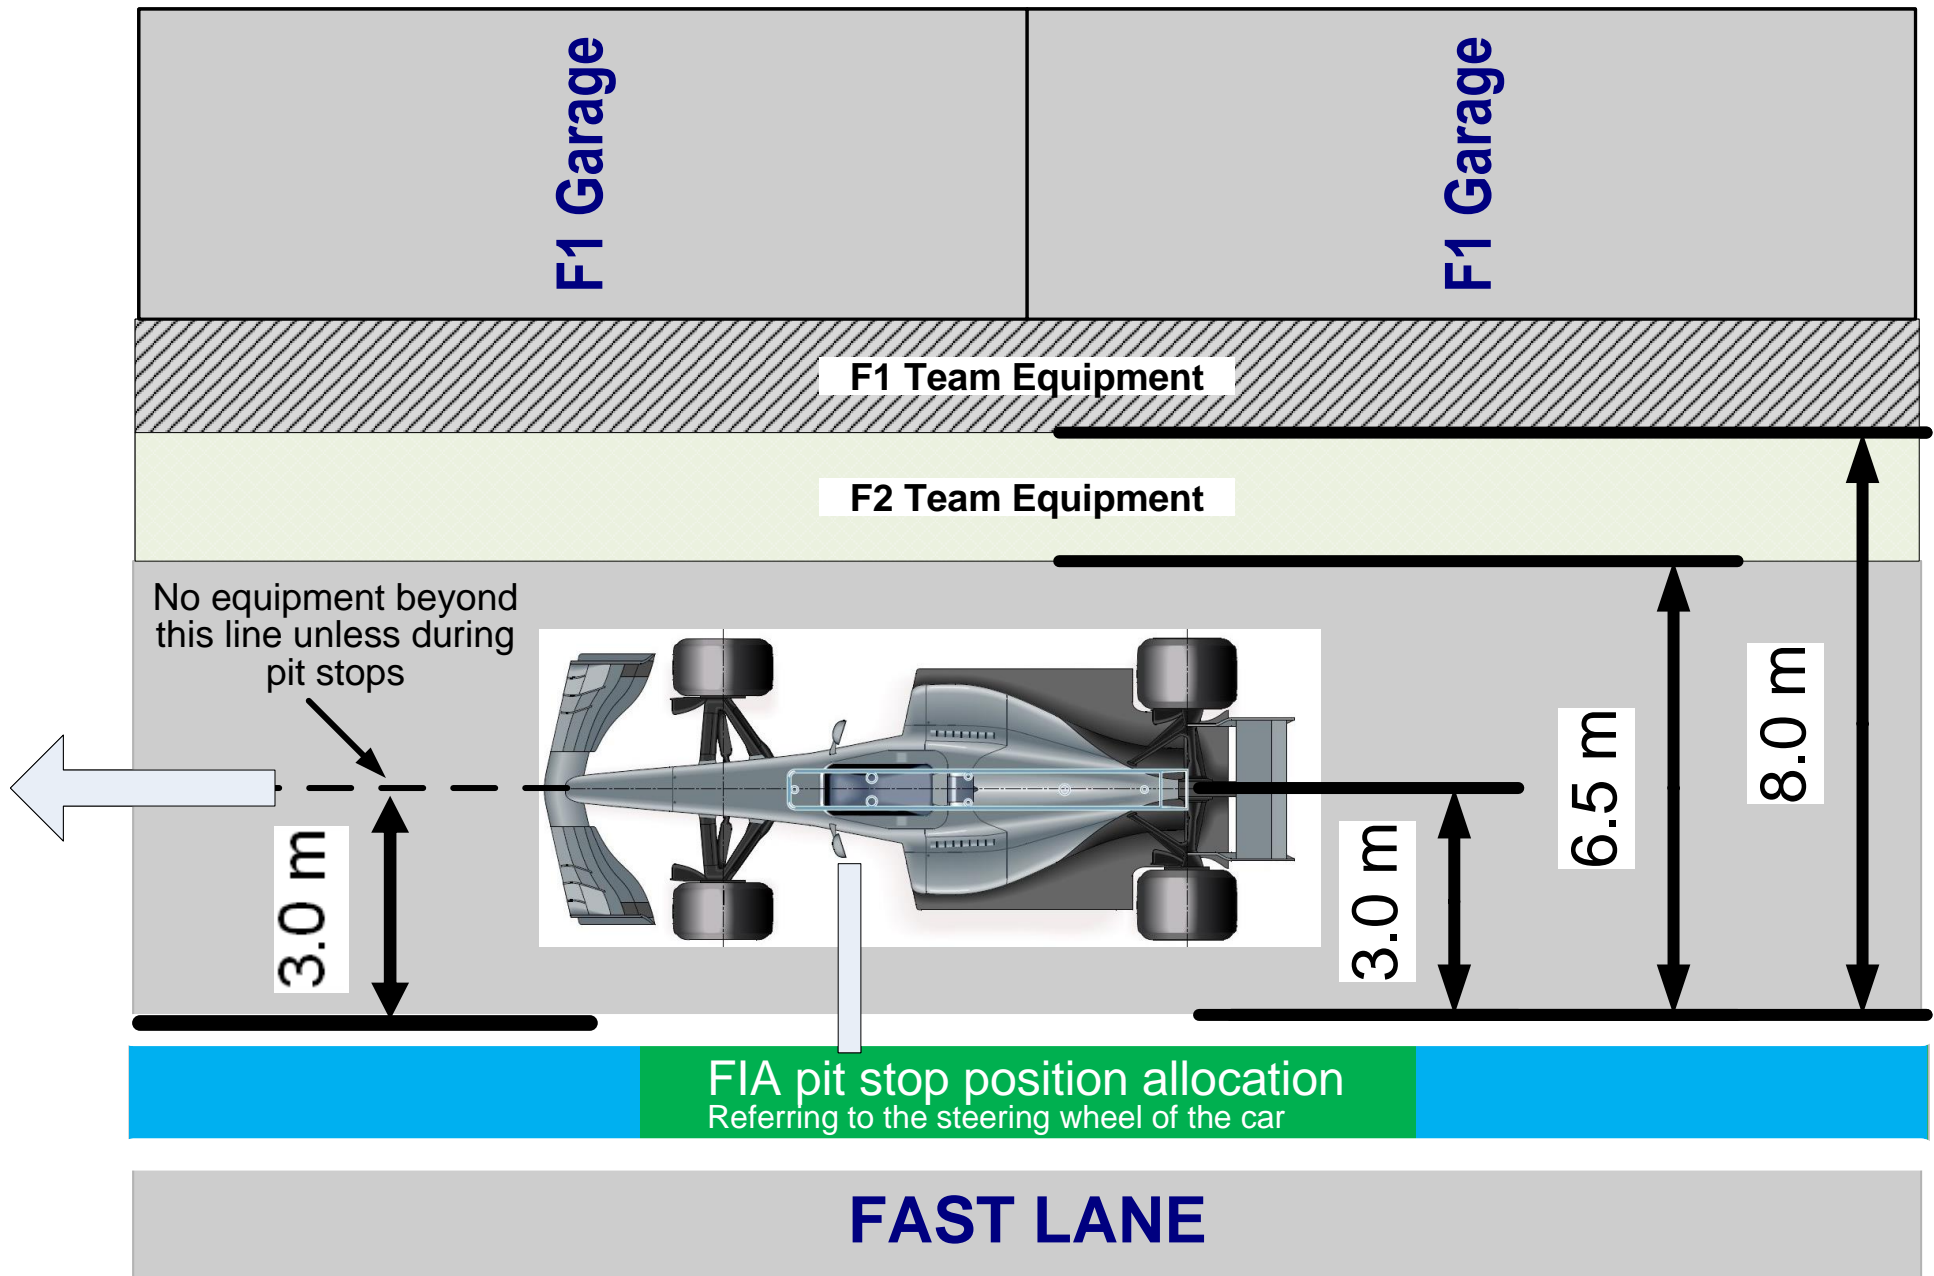 F1 Garage
F1 Garage
F1 Team Equipment
F2 Team Equipment
No equipment beyond
this line unless during
pit stops
3.0 m
3.0 m
6.5 m
8.0 m
FIA pit stop position allocation
Referring to the steering wheel of the car
FAST LANE